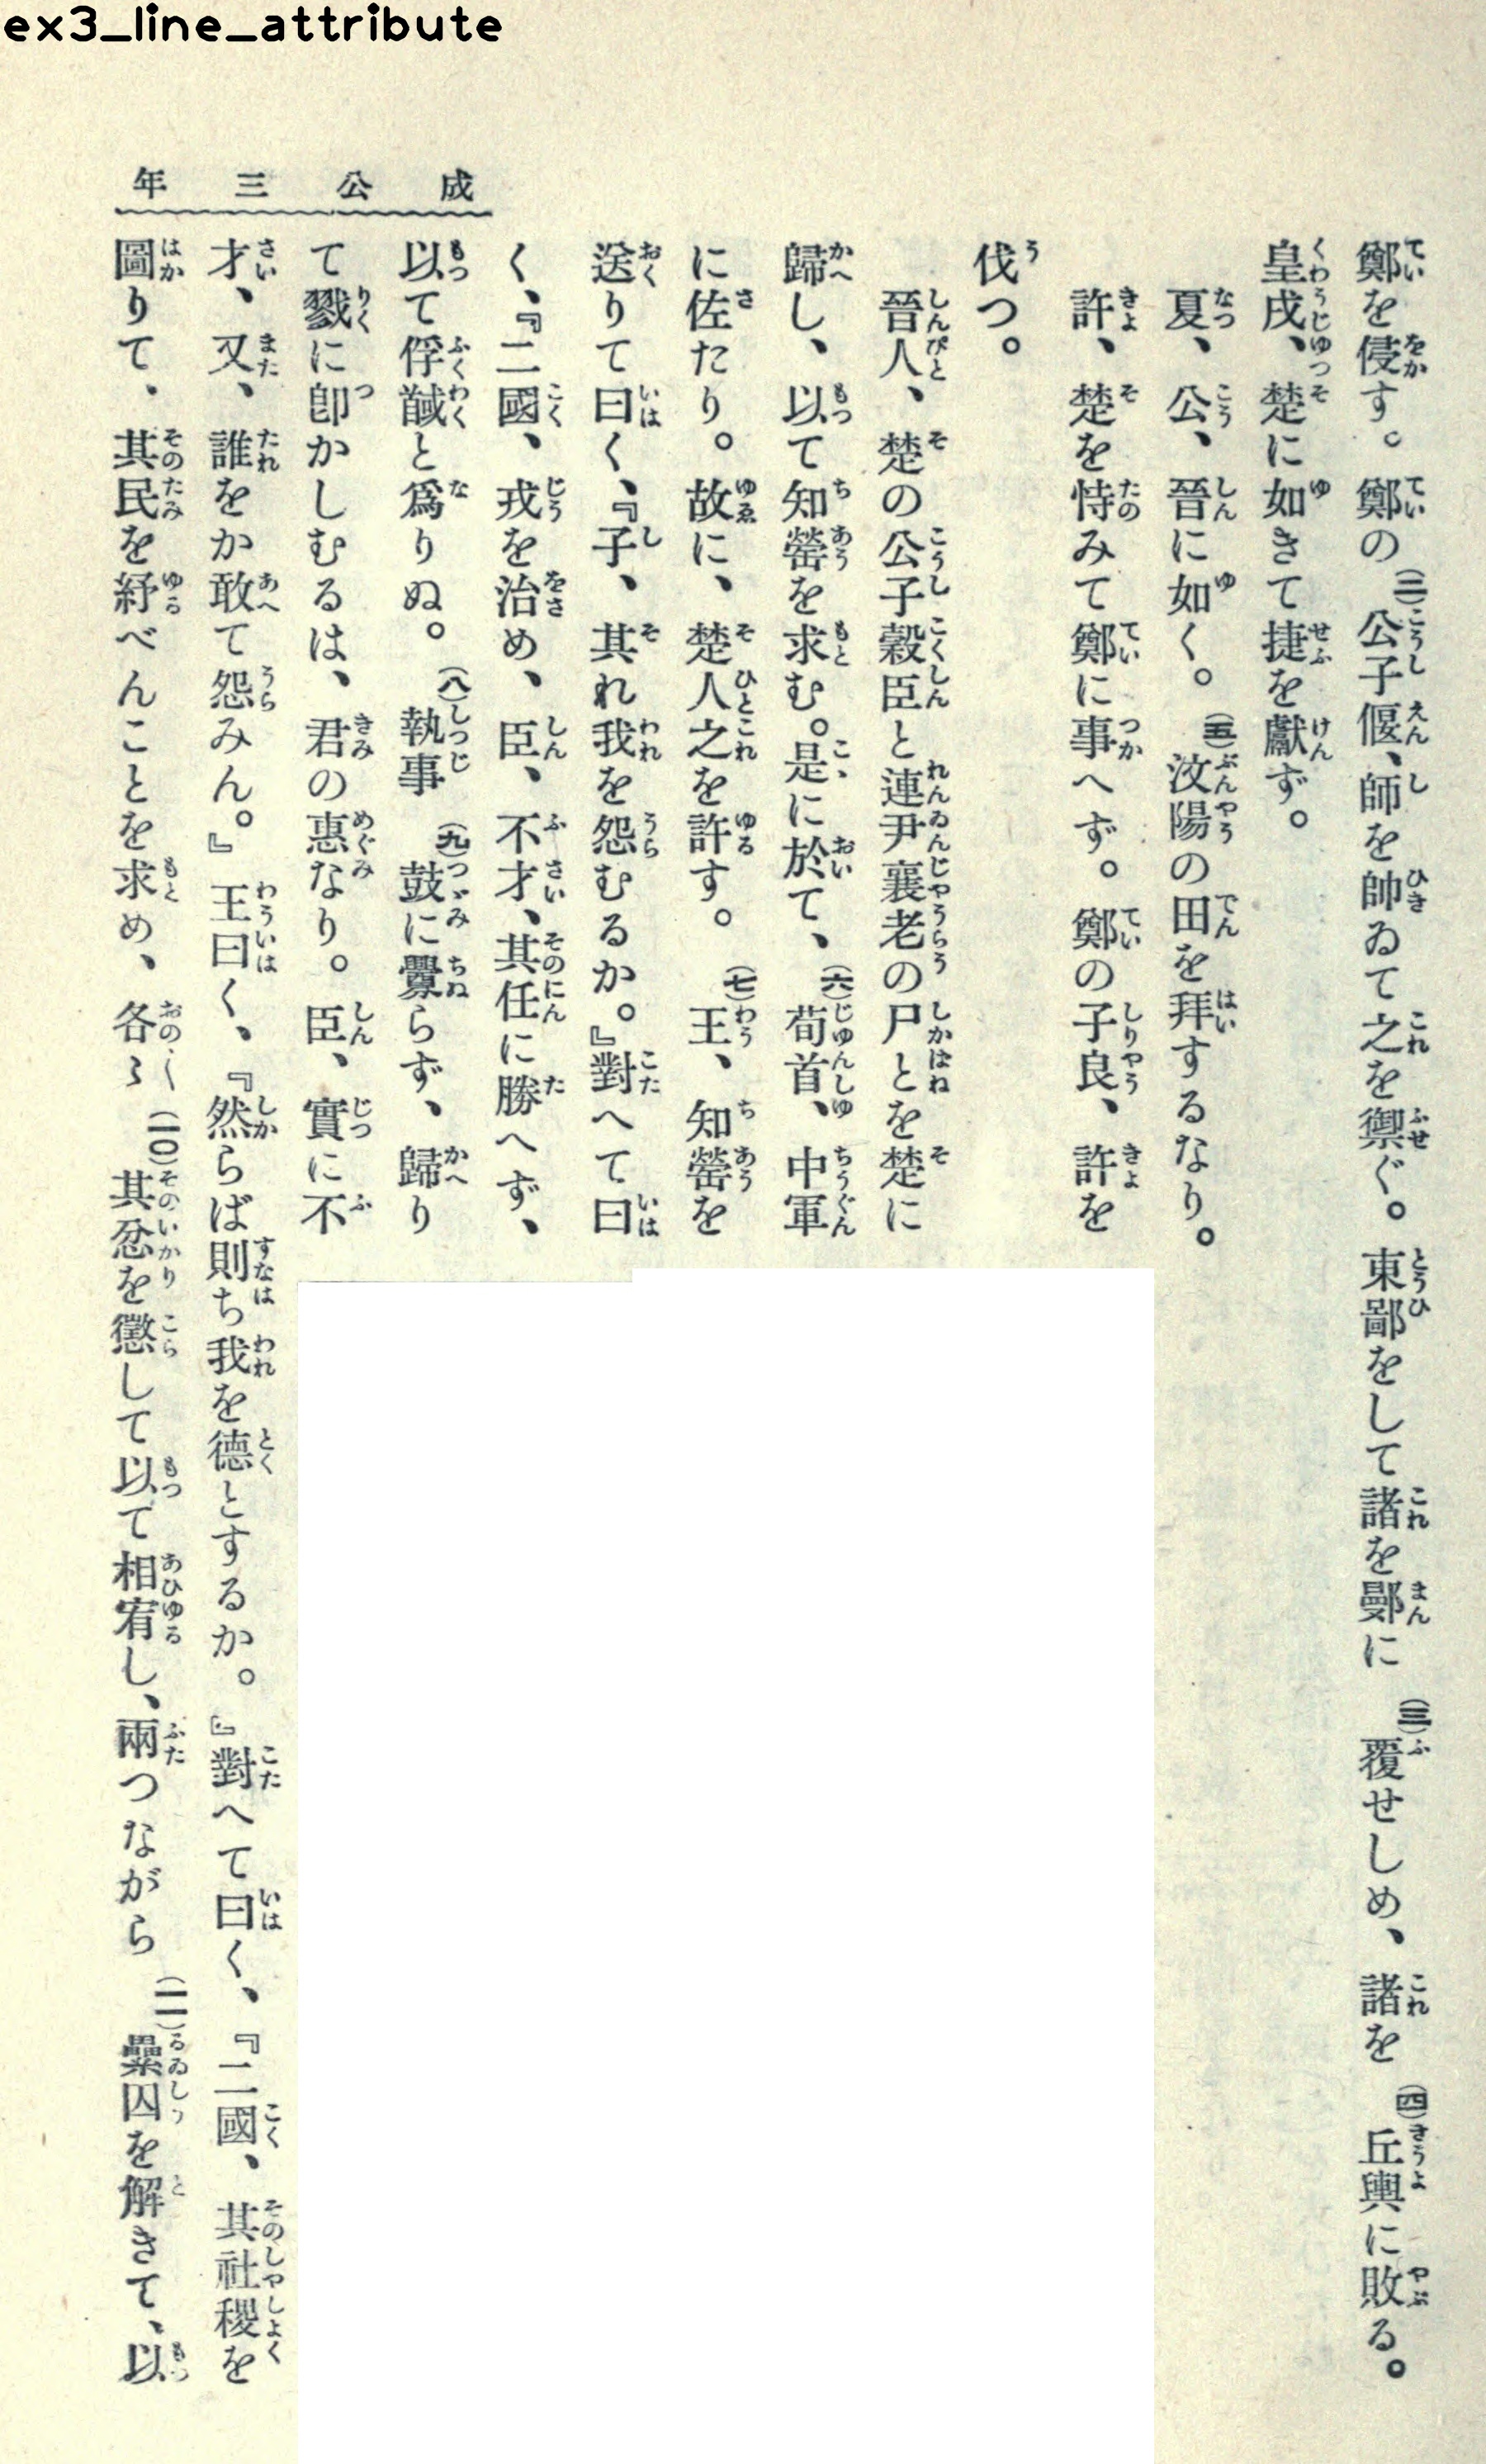 ex3_line_attribute
成公三年
鄭を侵す。鄭の(二)公子偃、師を帥ゐて之を禦ぐ。東鄙をして諸を鄤に(三)覆せしめ、諸を(四)丘輿に敗る。
皇戌、楚に如きて捷を獻ず。
夏、公、晉に如く。(五)汶陽の田を拜するなり。
許、楚を恃みて鄭に事へず。鄭の子良、許を
伐つ。
晉人、楚の公子穀臣と連尹襄老の尸とを楚に
歸し、以て知罃を求む。是に於て、(六)荀首、中軍
に佐たり。故に、楚人之を許す。(七)王、知罃を
送りて曰く、『子、其れ我を怨むるか。』對へて曰
く、『二國、戎を治め、臣、不才、其任に勝へず、
以て俘馘と爲りぬ。(八)執事(九)鼓に釁らず、歸り
て戮に卽かしむるは、君の惠なり。臣、實に不
才、又、誰をか敢て怨みん。』王曰く、『然らば則ち我を德とするか。』對へて曰く、『二國、其社稷を
圖りて、其民を紓べんことを求め、各〻(一〇)其忿を懲して以て相宥し、兩つながら(一一)纍囚を解きて、以